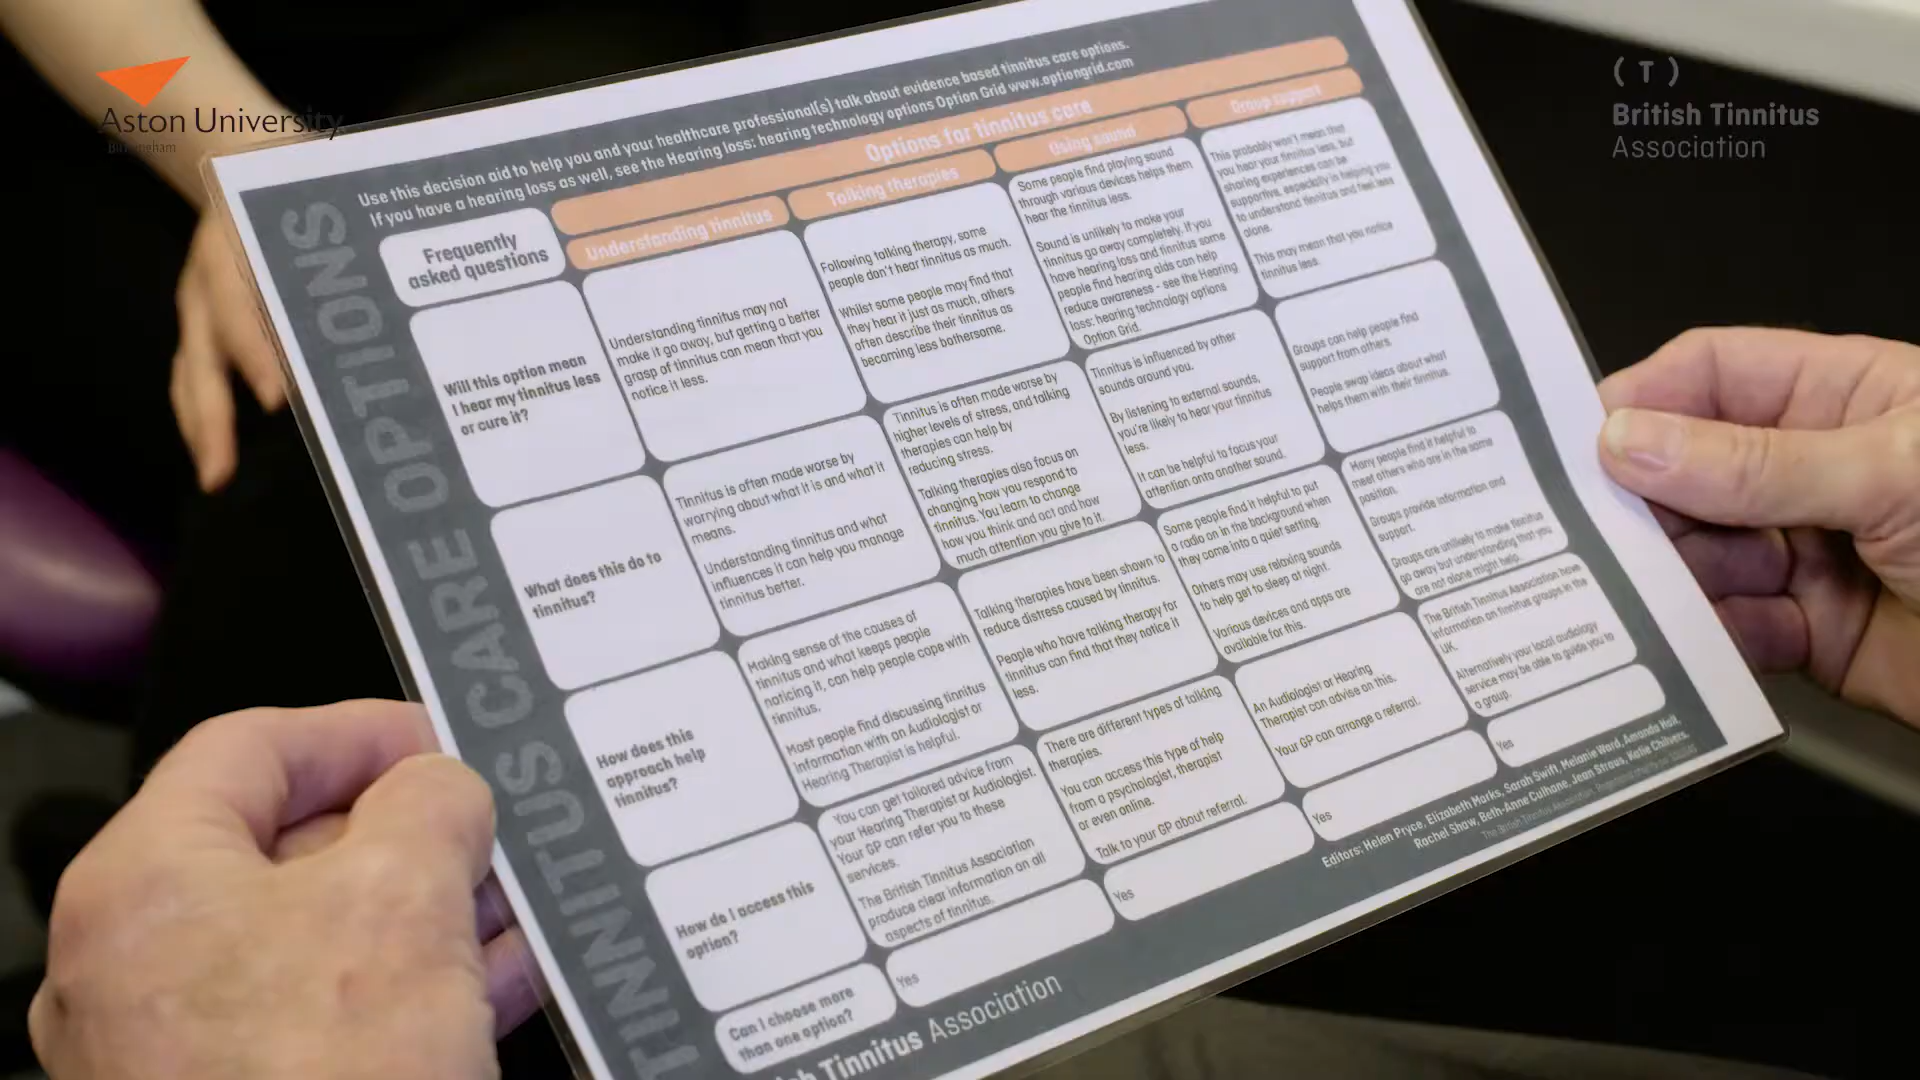 Aston University
Birmingham
( T )
British Tinnitus
Association
TINNITUS CARE OPTIONS
Use this decision aid to help you and your healthcare professional(s) talk about evidence based tinnitus care options.
If you have a hearing loss as well, see the Hearing loss: hearing technology options Option Grid www.optiongrid.com
Options for tinnitus care
Frequently
asked questions
Understanding tinnitus
Talking therapies
Using sound
Group support
Will this option mean
I hear my tinnitus less
or cure it?
Understanding tinnitus may not
make it go away, but getting a better
grasp of tinnitus can mean that you
notice it less.
Following talking therapy, some
people don't hear tinnitus as much.
Whilst some people may find that
they hear it just as much, others
often describe their tinnitus as
becoming less bothersome.
Some people find playing sound
through various devices helps them
hear the tinnitus less.
Sound is unlikely to make your
tinnitus go away completely. If you
have hearing loss and tinnitus some
people find hearing aids can help
reduce awareness - see the Hearing
loss: hearing technology options
Option Grid.
This probably won't mean that
you hear your tinnitus less, but
sharing experiences can be
supportive, especially in helping you
to understand tinnitus and feel less
alone.
This may mean that you notice
tinnitus less.
What does this do to
tinnitus?
Tinnitus is often made worse by
worrying about what it is and what it
means.
Understanding tinnitus and what
influences it can help you manage
tinnitus better.
Tinnitus is often made worse by
higher levels of stress, and talking
therapies can help by
reducing stress.
Talking therapies also focus on
changing how you respond to
tinnitus. You learn to change
how you think and act and how
much attention you give to it.
Tinnitus is influenced by other
sounds around you.
By listening to external sounds,
you're likely to hear your tinnitus
less.
It can be helpful to focus your
attention onto another sound.
Groups can help people find
support from others.
People swap ideas about what
helps them with their tinnitus.
How does this
approach help
tinnitus?
Making sense of the causes of
tinnitus and what keeps people
noticing it, can help people cope with
tinnitus.
Most people find discussing tinnitus
information with an Audiologist or
Hearing Therapist is helpful.
Talking therapies have been shown to
reduce distress caused by tinnitus.
People who have talking therapy for
tinnitus can find that they notice it
less.
Some people find it helpful to put
a radio on in the background when
they come into a quiet setting.
Others may use relaxing sounds
to help get to sleep at night.
Various devices and apps are
available for this.
Many people find it helpful to
meet others who are in the same
position.
Groups provide information and
support.
Groups are unlikely to make tinnitus
go away but understanding that you
are not alone might help.
How do I access this
option?
You can get tailored advice from
your Hearing Therapist or Audiologist.
Your GP can refer you to these
services.
The British Tinnitus Association
produce clear information on all
aspects of tinnitus.
There are different types of talking
therapies.
You can access this type of help
from a psychologist, therapist
or even online.
Talk to your GP about referral.
An Audiologist or Hearing
Therapist can advise on this.
Your GP can arrange a referral.
The British Tinnitus Association have
information on tinnitus groups in the
UK.
Alternatively your local audiology
service may be able to guide you to
a group.
Can I choose more
than one option?
Yes
Yes
Yes
Yes
Tinnitus Association
Editors: Helen Pryce, Elizabeth Marks, Sarah Swift, Melanie Ward, Amanda Hall,
Rachel Shaw, Beth-Anne Culhane, Jean Straus, Katie Chilvers.
The British Tinnitus Association. Registered charity no: